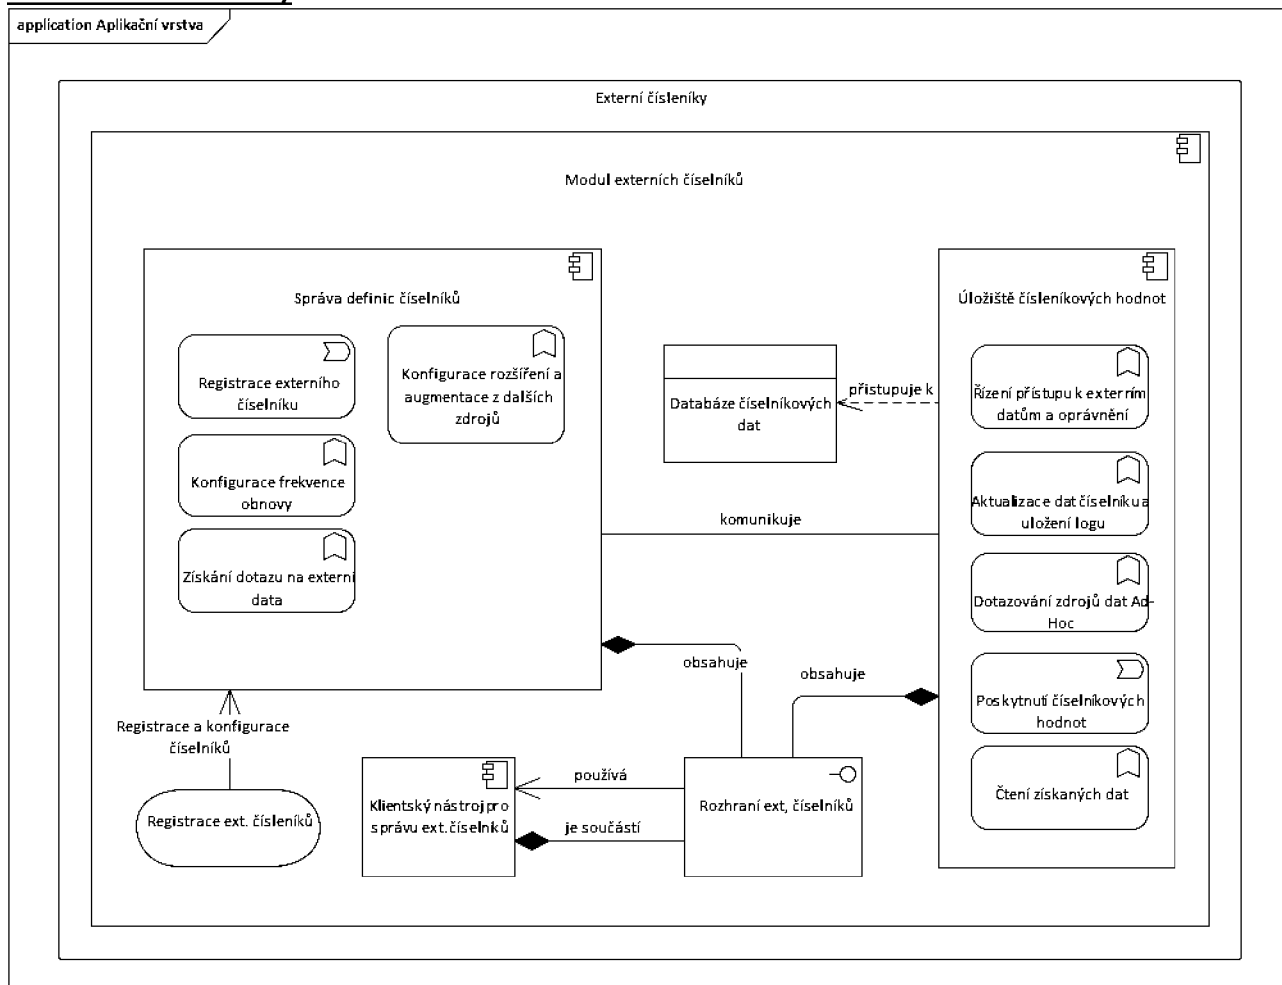 application Aplikační vrstva
Externí čísleníky
Modul externích číselníků
Správa definic číselníků
Registrace externího
číselníku
Konfigurace rozšíření a
augmentace z dalších
zdrojů
Konfigurace frekvence
obnovy
Získání dotazu na externí
data
Databáze číselníkových
dat
přistupuje k
Úložiště čísleníkových hodnot
Řízení přístupu k externím
datům a oprávnění
Aktualizace dat číselníku a
uložení logu
Dotazování zdrojů dat Ad-
Hoc
Poskytnutí číselníkových
hodnot
Čtení získaných dat
komunikuje
obsahuje
obsahuje
Registrace a konfigurace
číselníků
Registrace ext. čísleníků
Klientský nástroj pro
správu ext.číselníků
používá
je součástí
Rozhraní ext, číselníků